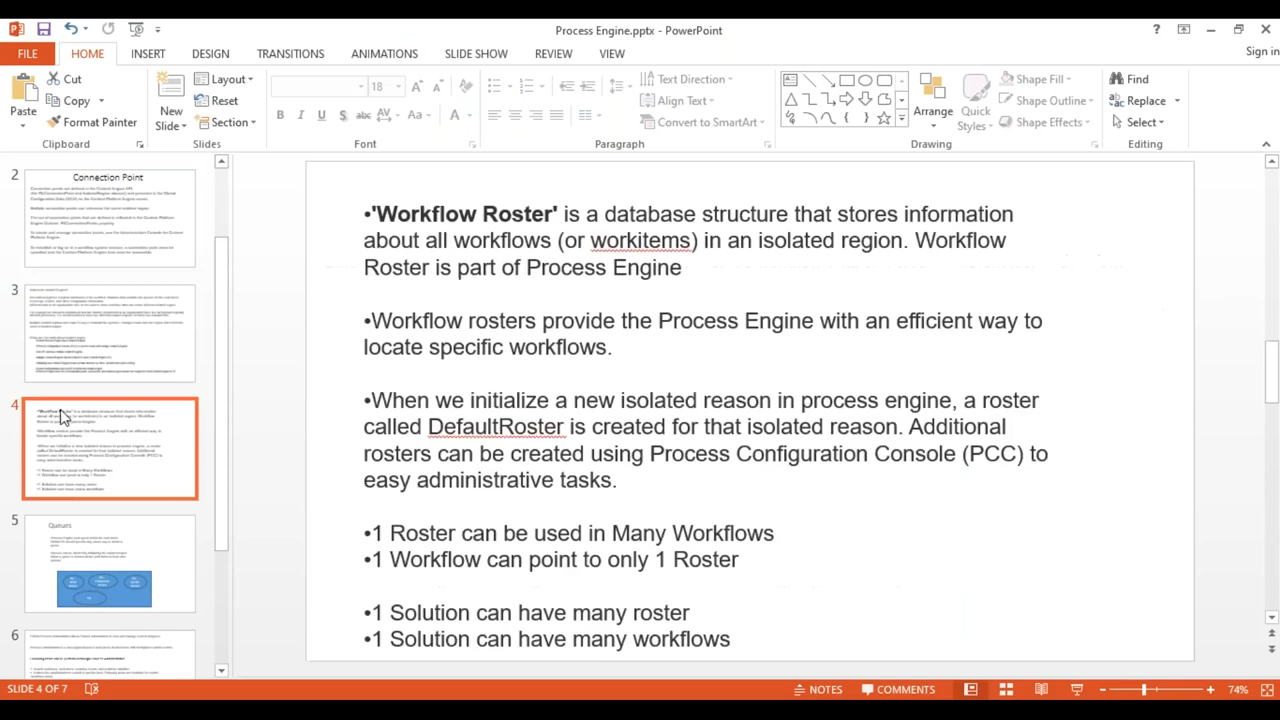 Process Engine.pptx - PowerPoint
Sign in
FILE HOME INSERT DESIGN TRANSITIONS ANIMATIONS SLIDE SHOW REVIEW VIEW
Paste
Cut
Copy
Format Painter
Clipboard
New Slide
Layout
Reset
Section
Slides
18
Font
Text Direction
Align Text
Convert to SmartArt
Paragraph
Arrange
Quick Styles
Shape Fill
Shape Outline
Shape Effects
Drawing
Find
Replace
Select
Editing
2
Connection Point
3
4
5
Queues
6
•'Workflow Roster' is a database structure that stores information
about all workflows (or workitems) in an isolated region. Workflow
Roster is part of Process Engine
•Workflow rosters provide the Process Engine with an efficient way to
locate specific workflows.
•When we initialize a new isolated reason in process engine, a roster
called DefaultRoster is created for that isolated reason. Additional
rosters can be created using Process Configuration Console (PCC) to
easy administrative tasks.
•1 Roster can be used in Many Workflows
•1 Workflow can point to only 1 Roster
•1 Solution can have many roster
•1 Solution can have many workflows
SLIDE 4 OF 7
NOTES
COMMENTS
74%